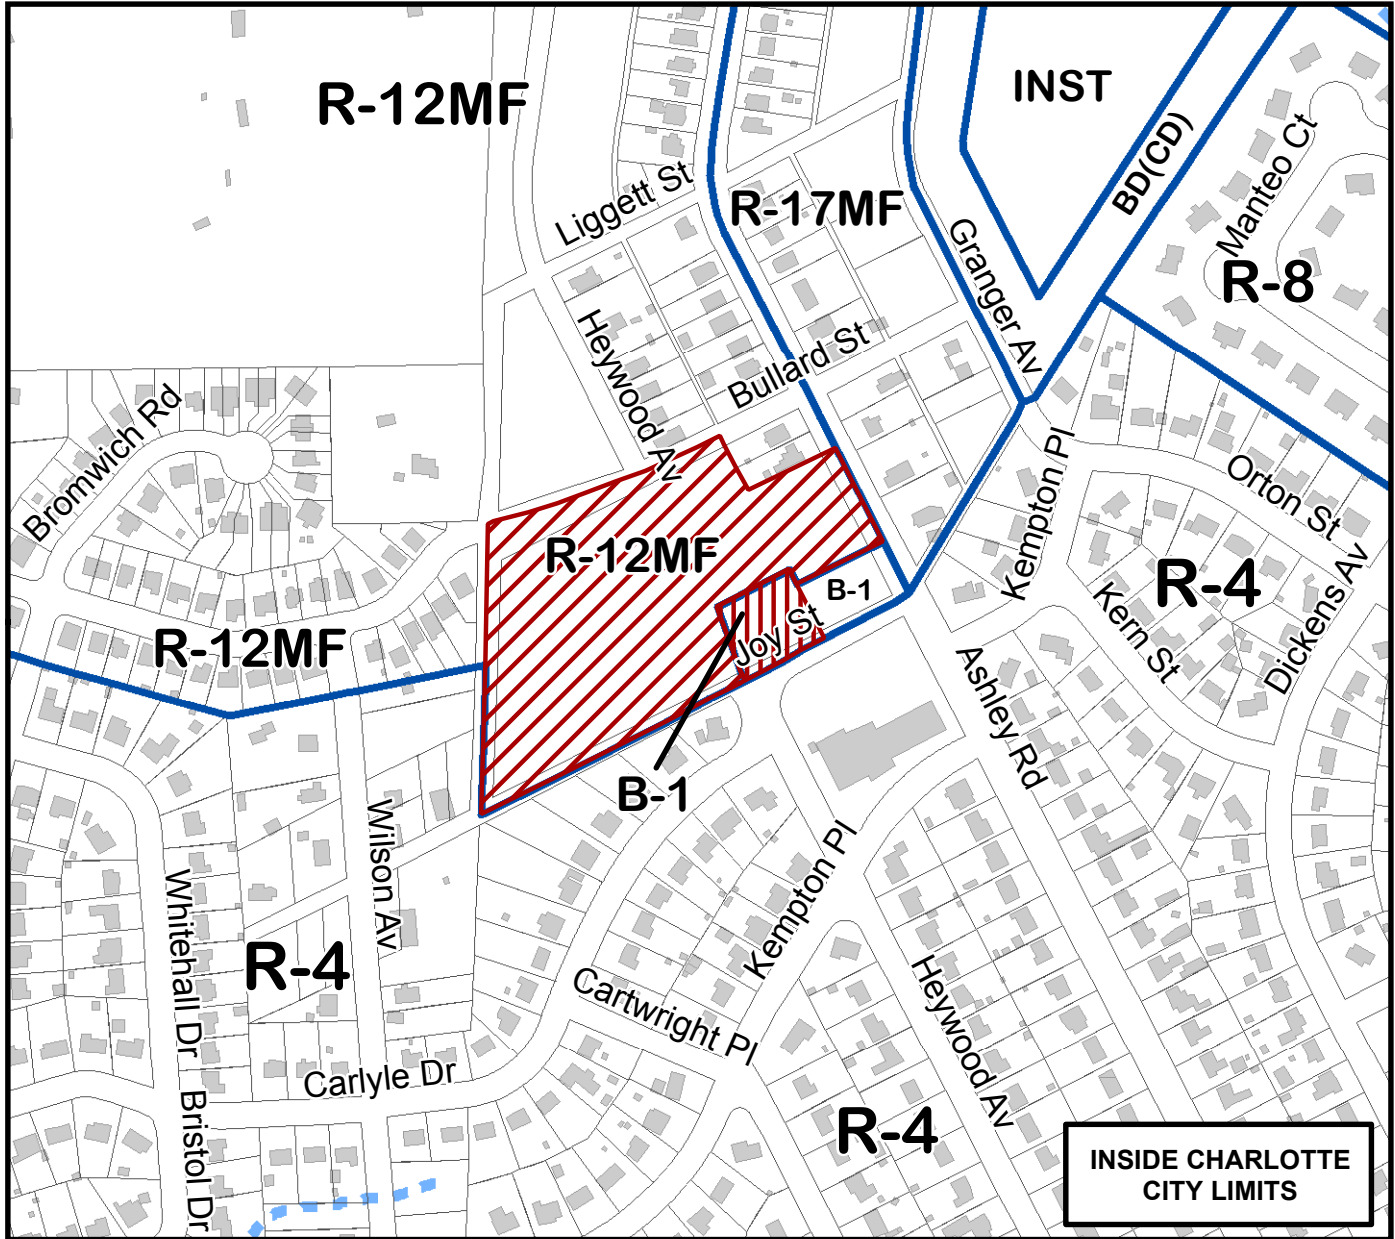 R-12MF
INST
BD(CD)
Manteo Ct
Liggett St
R-17MF
Granger Av
R-8
Heywood Av
Bullard St
Bromwich Rd
Kempton Pl
Orton St
R-12MF
R-4
B-1
Joy St
Kern St
Dickens Av
R-12MF
Ashley Rd
B-1
Wilson Av
Whitehall Dr
Kempton Pl
R-4
Cartwright Pl
Heywood Av
Carlyle Dr
Bristol Dr
R-4
INSIDE CHARLOTTE
CITY LIMITS